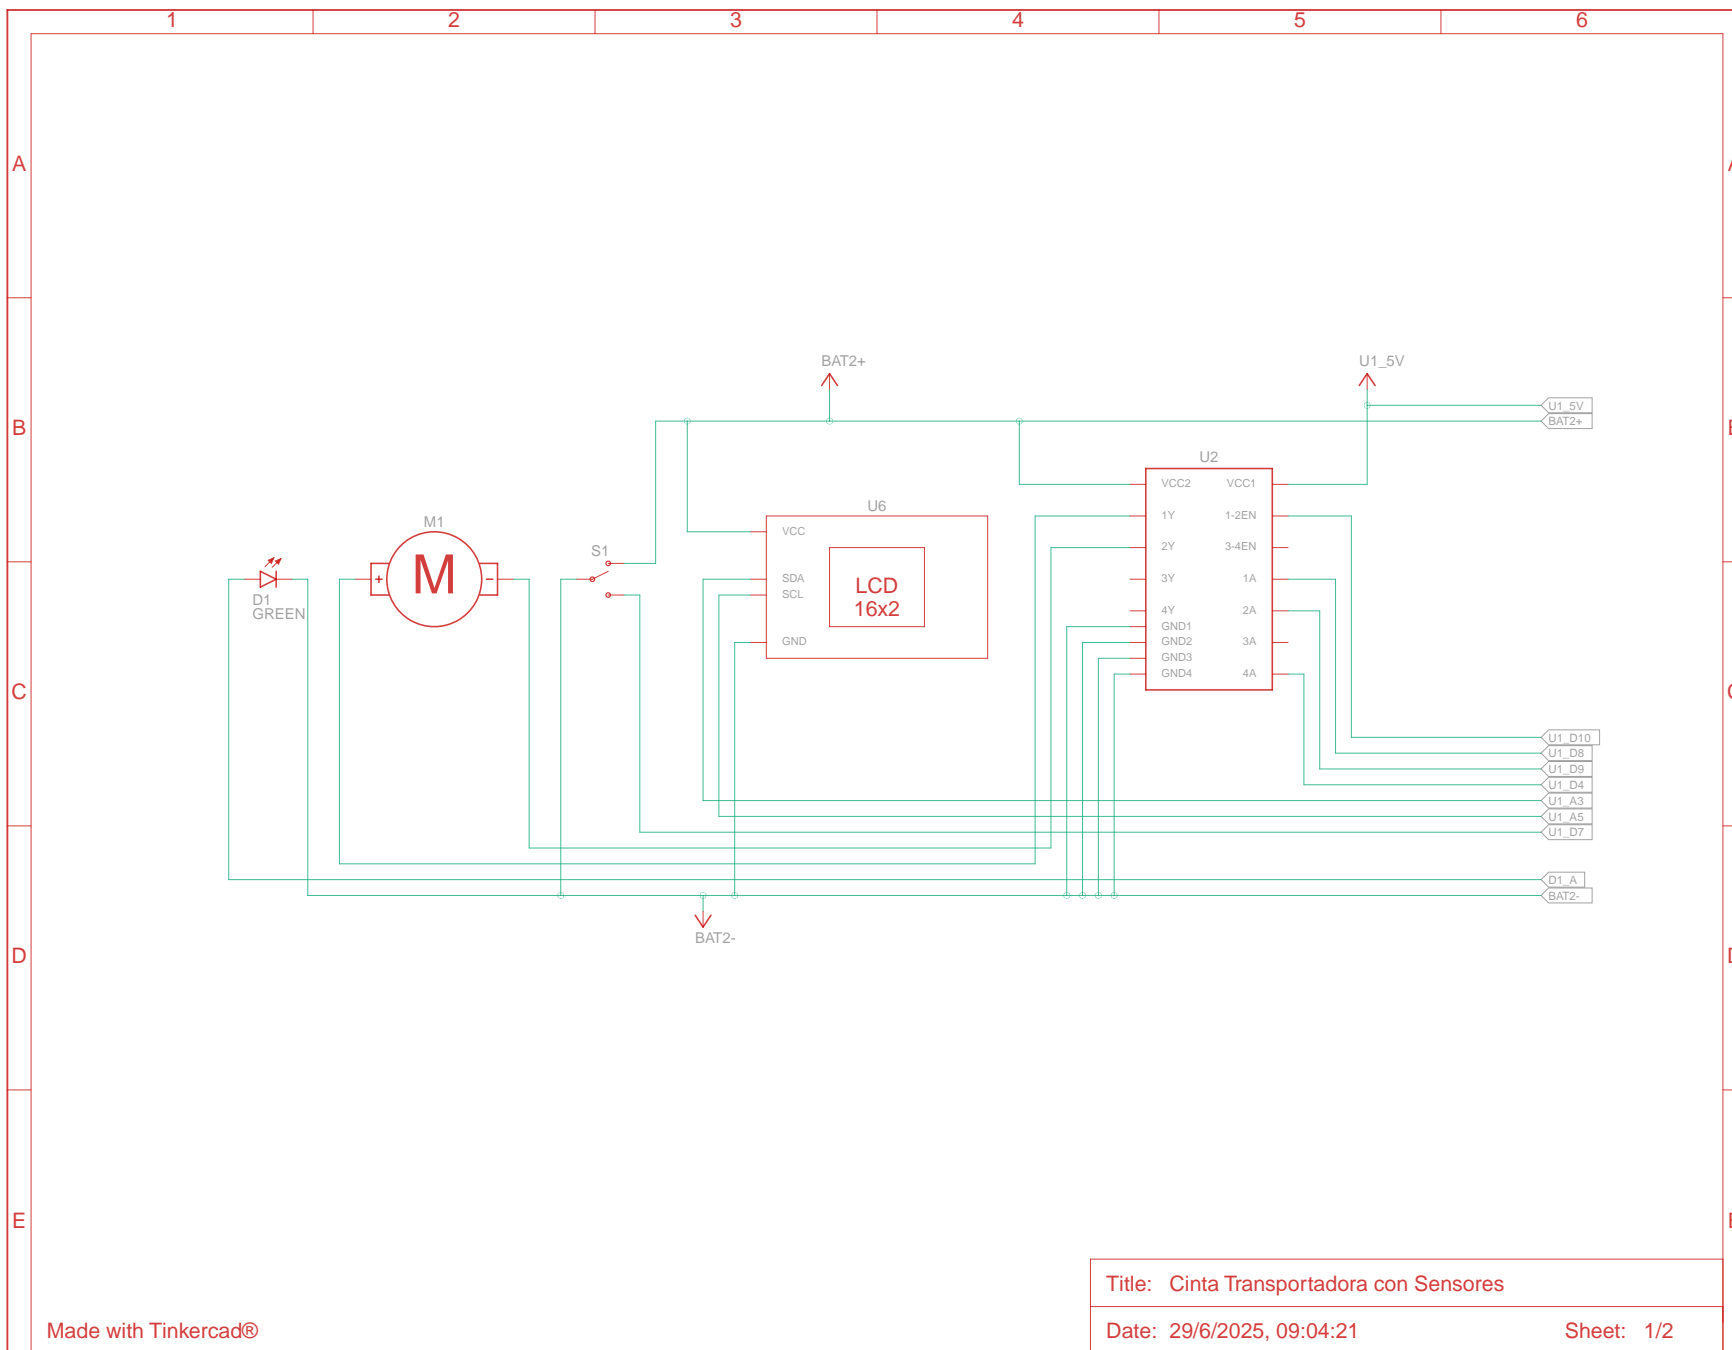 1 2 3 4 5 6
A
B
C
D
E
BAT2+
U1_5V
U1_5V
BAT2+
U2
VCC2 VCC1
1Y 1-2EN
2Y 3-4EN
3Y 1A
4Y 2A
GND1
GND2 3A
GND3
GND4 4A
U6
VCC
SDA
SCL
GND
LCD
16x2
M1
+ M -
S1
D1
GREEN
U1_D10
U1_D8
U1_D9
U1_D4
U1_A3
U1_A5
U1_D7
D1_A
BAT2-
BAT2-
Title: Cinta Transportadora con Sensores
Made with Tinkercad®
Date: 29/6/2025, 09:04:21 Sheet: 1/2